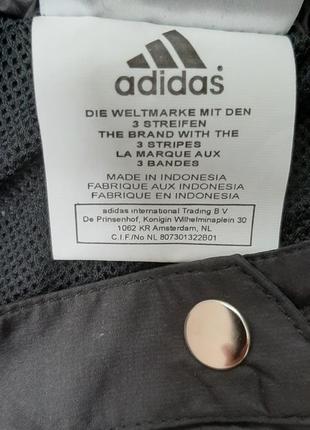 adidas
DIE WELTMARKE MIT DEN
3 STREIFEN
THE BRAND WITH THE
3 STRIPES
LA MARQUE AUX
3 BANDES
MADE IN INDONESIA
FABRIQUE AUX INDONESIA
FABRIQUE EN INDONESIA
adidas international Trading B V
De Prinsenhof, Konigin Wilhelminaplein 30
1062 KR Amsterdam, NL
C.I.F/No NL 807301322B01